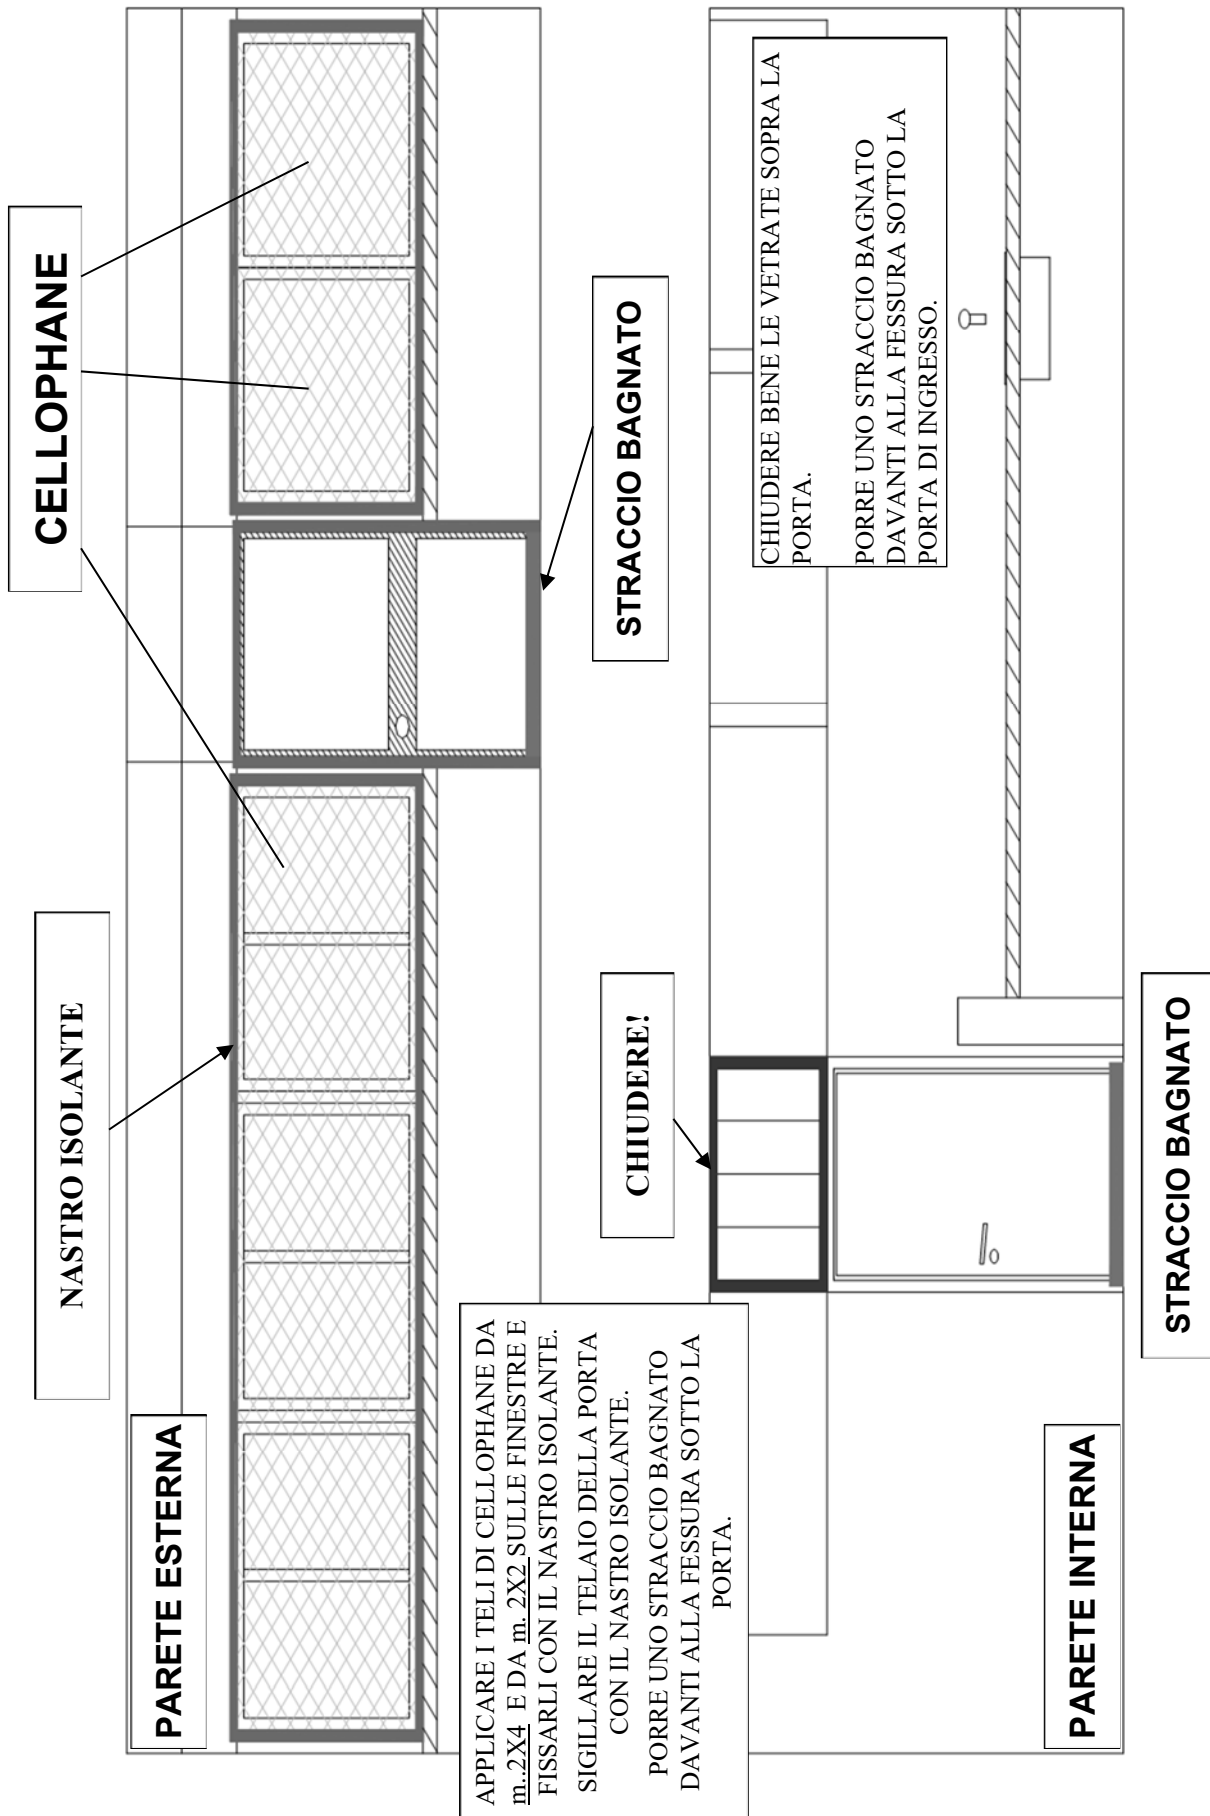 CELLOPHANE
NASTRO ISOLANTE
PARETE ESTERNA
STRACCIO BAGNATO
APPLICARE I TELI DI CELLOPHANE DA
m..2X4 E DA m. 2X2 SULLE FINESTRE E
FISSARLI CON IL NASTRO ISOLANTE.
SIGILLARE IL TELAIO DELLA PORTA
CON IL NASTRO ISOLANTE.
PORRE UNO STRACCIO BAGNATO
DAVANTI ALLA FESSURA SOTTO LA
PORTA.
CHIUDERE!
CHIUDERE BENE LE VETRATE SOPRA LA
PORTA.
PORRE UNO STRACCIO BAGNATO
DAVANTI ALLA FESSURA SOTTO LA
PORTA DI INGRESSO.
PARETE INTERNA
STRACCIO BAGNATO